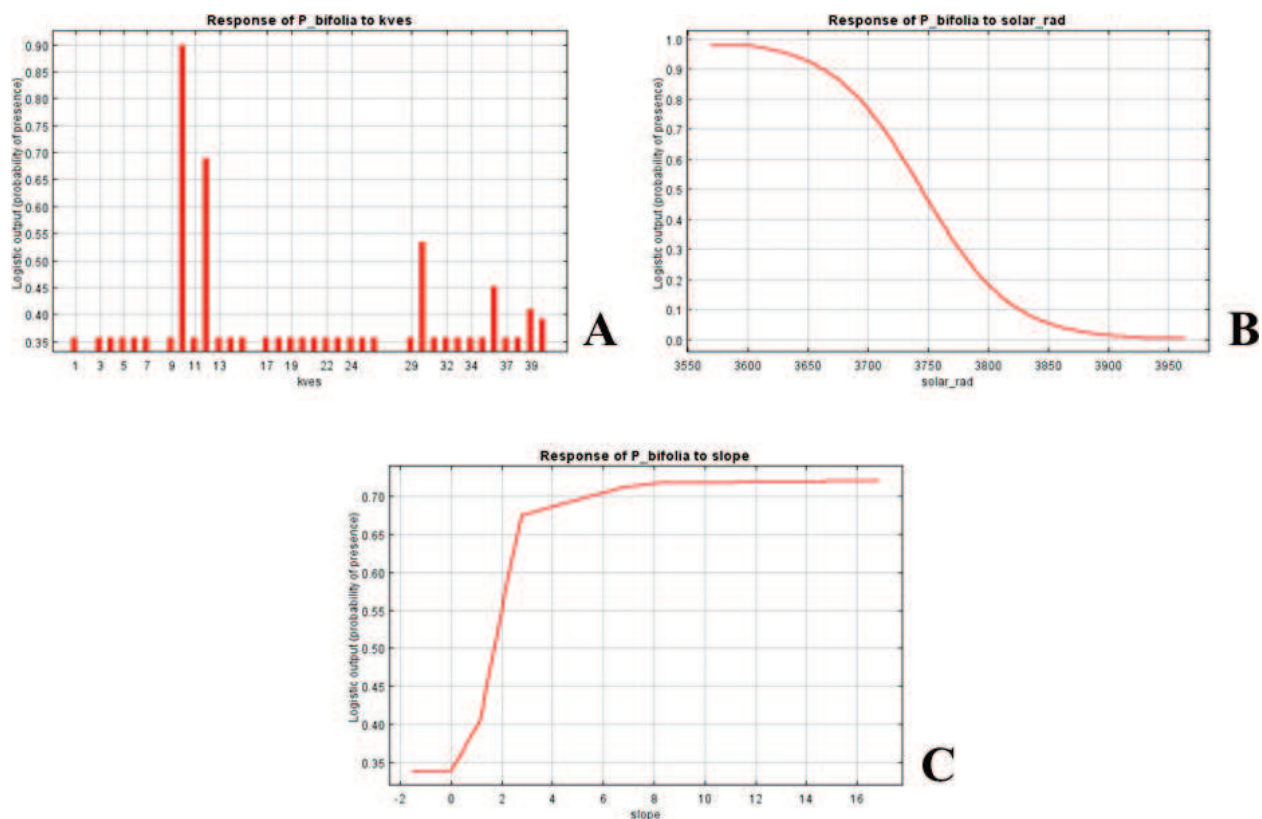 Response of P_bifolia to kves
Logistic output (probability of presence)
0.90
0.85
0.80
0.75
0.70
0.65
0.60
0.55
0.50
0.45
0.40
0.35
1 3 5 7 9 11 13 17 19 22 24 29 32 34 37 39
kves
A
Response of P_bifolia to solar_rad
Logistic output (probability of presence)
1.0
0.9
0.8
0.7
0.6
0.5
0.4
0.3
0.2
0.1
0.0
3550 3600 3650 3700 3750 3800 3850 3900 3950
solar_rad
B
Response of P_bifolia to slope
Logistic output (probability of presence)
0.70
0.65
0.60
0.55
0.50
0.45
0.40
0.35
-2 0 2 4 6 8 10 12 14 16
slope
C